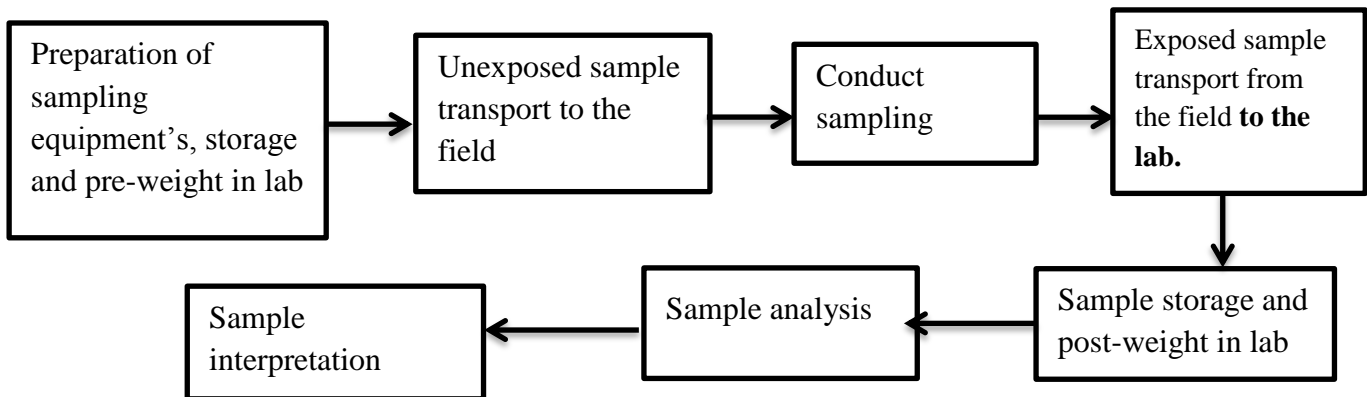 Preparation of
sampling
equipment’s, storage
and pre-weight in lab
Unexposed sample
transport to the
field
Conduct
sampling
Exposed sample
transport from
the field to the
lab.
Sample storage and
post-weight in lab
Sample analysis
Sample
interpretation